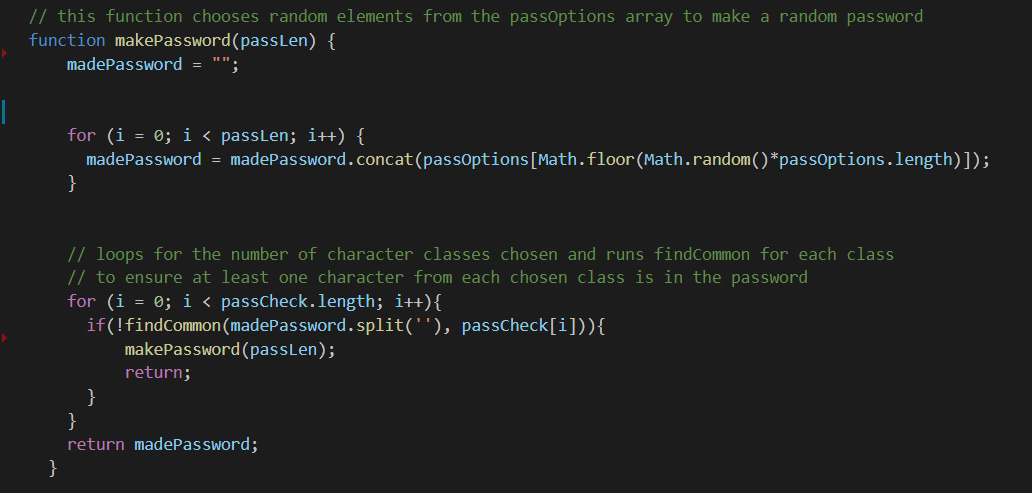 // this function chooses random elements from the passOptions array to make a random password
function makePassword(passLen) {
madePassword = "";
for (i = 0; i < passLen; i++) {
madePassword = madePassword.concat(passOptions[Math.floor(Math.random()*passOptions.length)]);
}
// loops for the number of character classes chosen and runs findCommon for each class
// to ensure at least one character from each chosen class is in the password
for (i = 0; i < passCheck.length; i++){
if(!findCommon(madePassword.split(''), passCheck[i])){
makePassword(passLen);
return;
}
}
return madePassword;
}